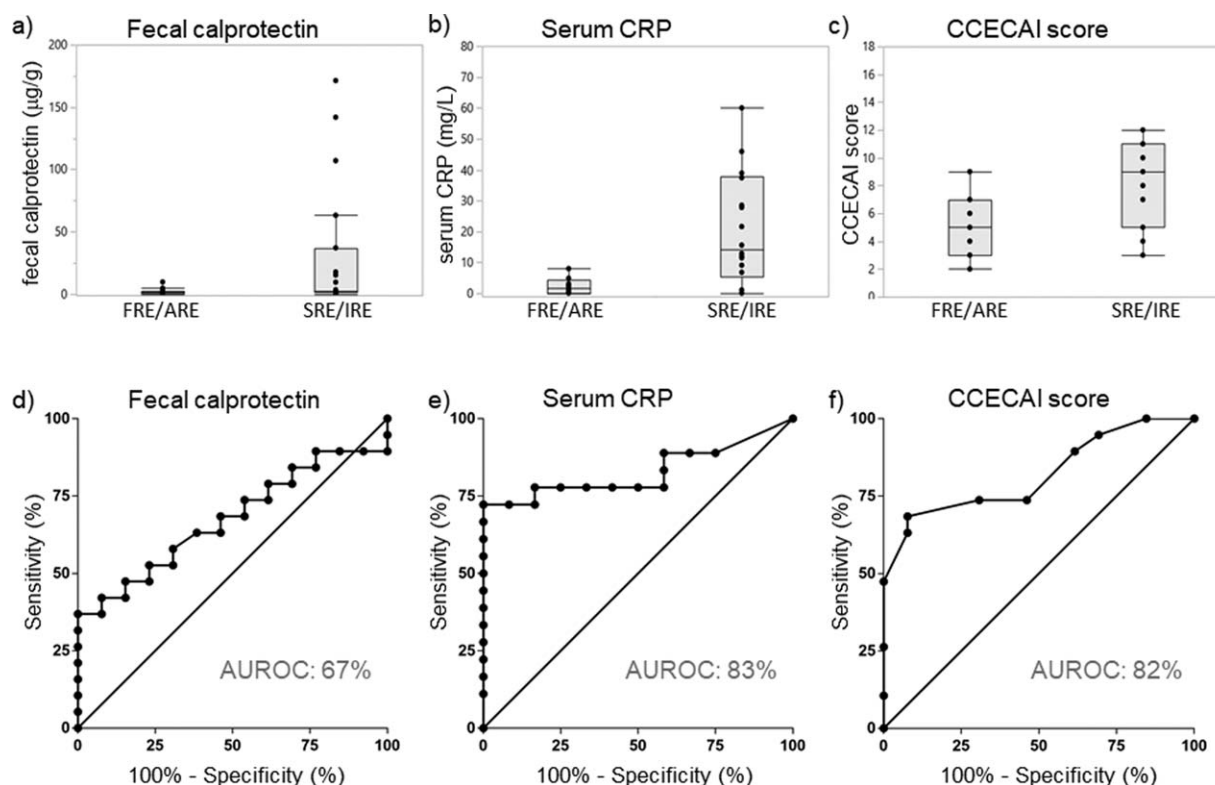 a) Fecal calprotectin
fecal calprotectin (µg/g)
200
150
100
50
0
FRE/ARE SRE/IRE
b) Serum CRP
serum CRP (mg/L)
80
70
60
50
40
30
20
10
0
FRE/ARE SRE/IRE
c) CCECAI score
CCECAI score
18
16
14
12
10
8
6
4
2
0
FRE/ARE SRE/IRE
d) Fecal calprotectin
Sensitivity (%)
100
75
50
25
0
AUROC: 67%
0 25 50 75 100
100% - Specificity (%)
e) Serum CRP
Sensitivity (%)
100
75
50
25
0
AUROC: 83%
0 25 50 75 100
100% - Specificity (%)
f) CCECAI score
Sensitivity (%)
100
75
50
25
0
AUROC: 82%
0 25 50 75 100
100% - Specificity (%)